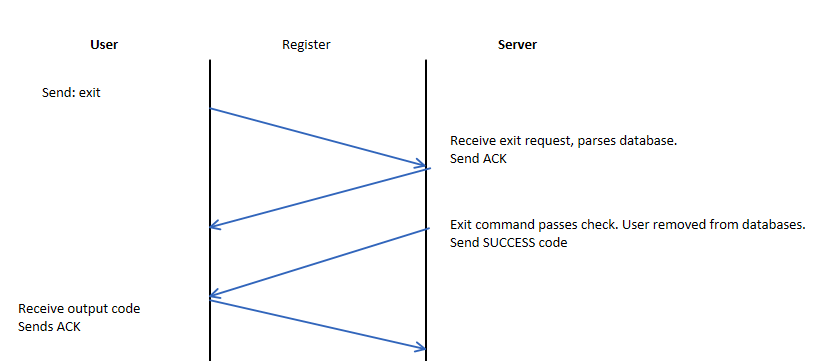 User
Register
Server
Send: exit
Receive exit request, parses database.
Send ACK
Exit command passes check. User removed from databases.
Send SUCCESS code
Receive output code
Sends ACK